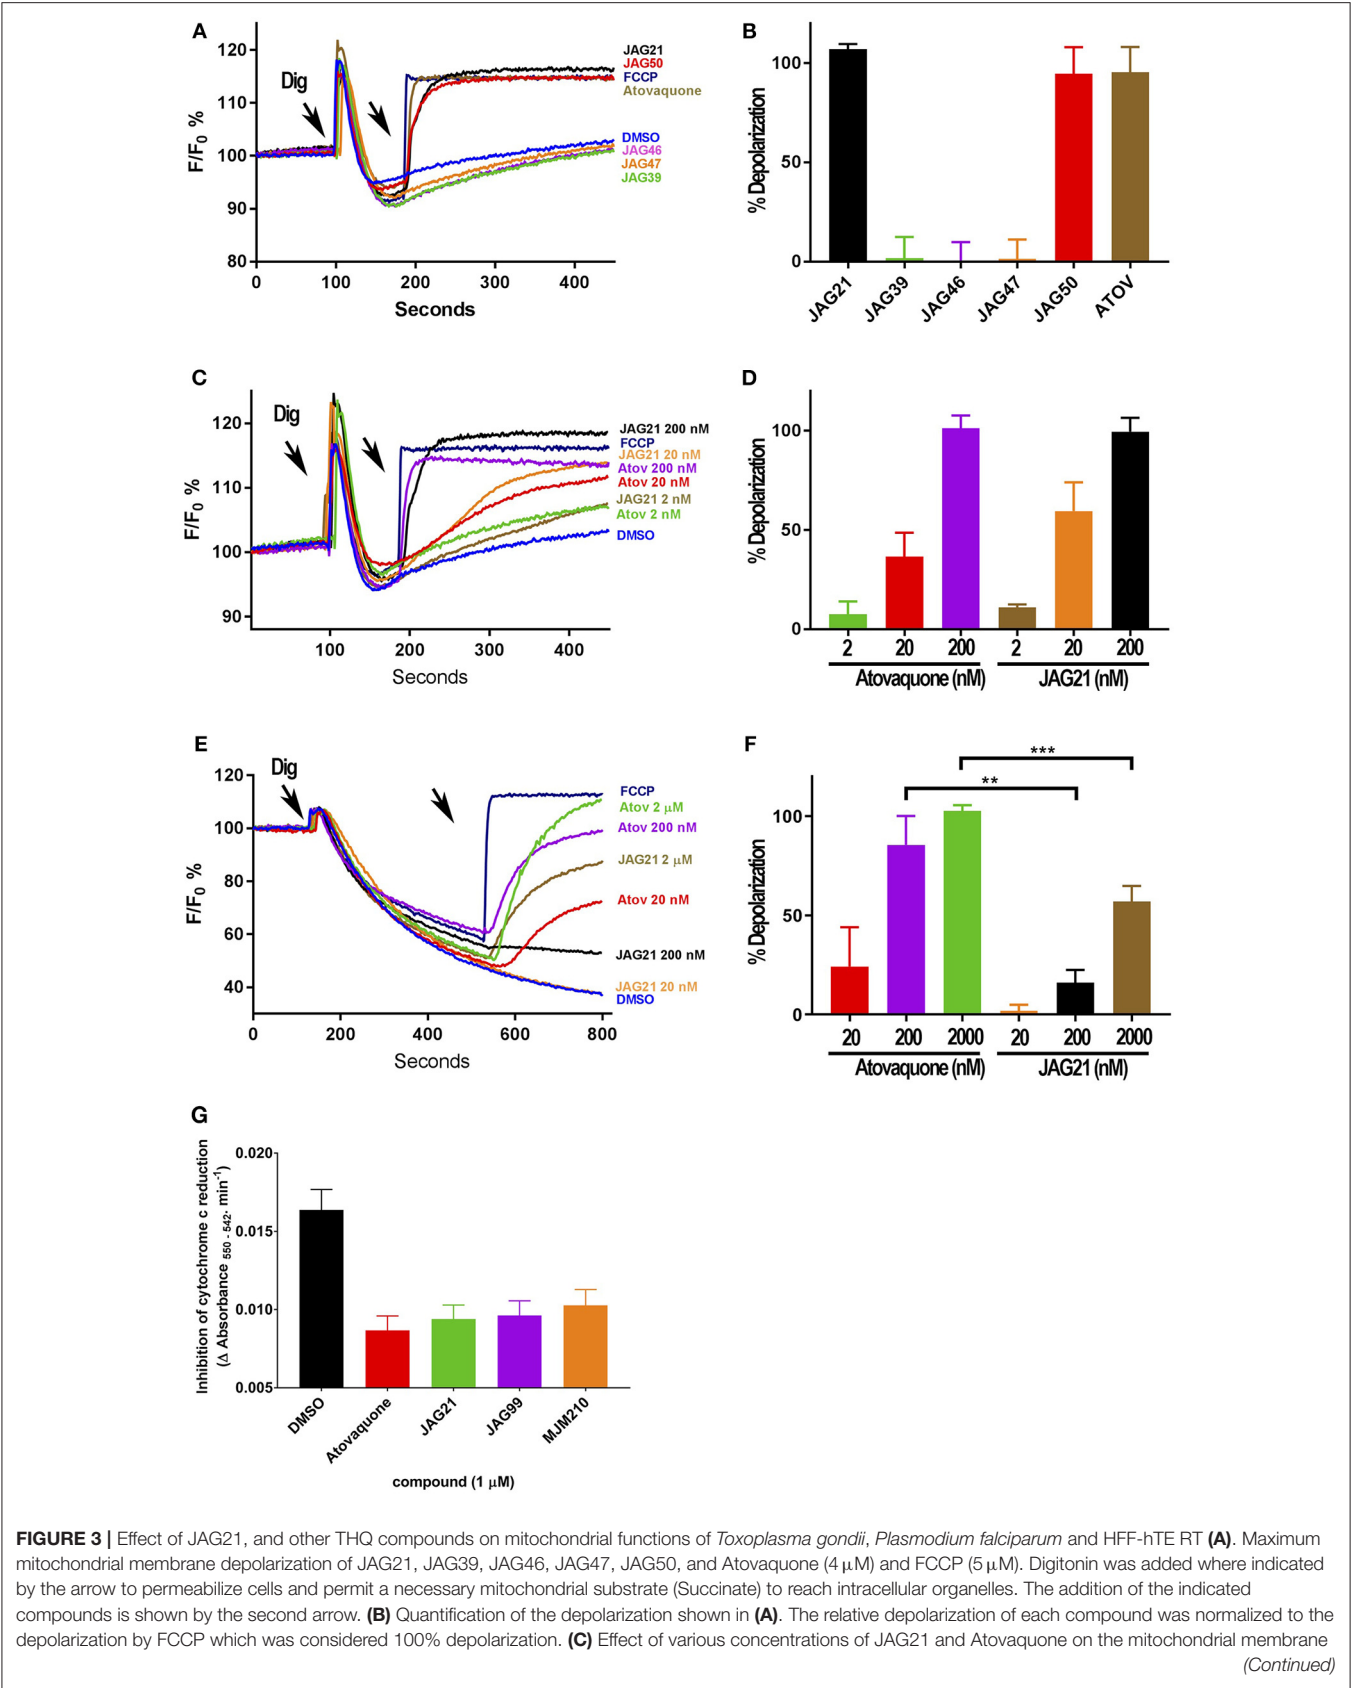 A
120
110
100
90
80
F/F0 %
Dig
JAG21
JAG50
FCCP
Atovaquone
DMSO
JAG46
JAG47
JAG39
0 100 200 300 400
Seconds
B
100
50
0
% Depolarization
JAG21 JAG39 JAG46 JAG47 JAG50 ATOV
C
120
110
100
90
F/F0 %
Dig
JAG21 200 nM
FCCP
JAG21 20 nM
Atov 200 nM
Atov 20 nM
JAG21 2 nM
Atov 2 nM
DMSO
100 200 300 400
Seconds
D
100
50
0
% Depolarization
2 20 200 2 20 200
Atovaquone (nM) JAG21 (nM)
E
120
100
80
60
40
F/F0 %
Dig
FCCP
Atov 2 μM
Atov 200 nM
JAG21 2 μM
Atov 20 nM
JAG21 200 nM
JAG21 20 nM
DMSO
0 200 400 600 800
Seconds
F
***
**
100
50
0
% Depolarization
20 200 2000 20 200 2000
Atovaquone (nM) JAG21 (nM)
G
0.020
0.015
0.010
0.005
Inhibition of cytochrome c reduction
(Δ Absorbance 550 - 542· min-1)
DMSO Atovaquone JAG21 JAG99 MJM210
compound (1 μM)
FIGURE 3 | Effect of JAG21, and other THQ compounds on mitochondrial functions of Toxoplasma gondii, Plasmodium falciparum and HFF-hTE RT (A). Maximum
mitochondrial membrane depolarization of JAG21, JAG39, JAG46, JAG47, JAG50, and Atovaquone (4 μM) and FCCP (5 μM). Digitonin was added where indicated
by the arrow to permeabilize cells and permit a necessary mitochondrial substrate (Succinate) to reach intracellular organelles. The addition of the indicated
compounds is shown by the second arrow. (B) Quantification of the depolarization shown in (A). The relative depolarization of each compound was normalized to the
depolarization by FCCP which was considered 100% depolarization. (C) Effect of various concentrations of JAG21 and Atovaquone on the mitochondrial membrane
(Continued)